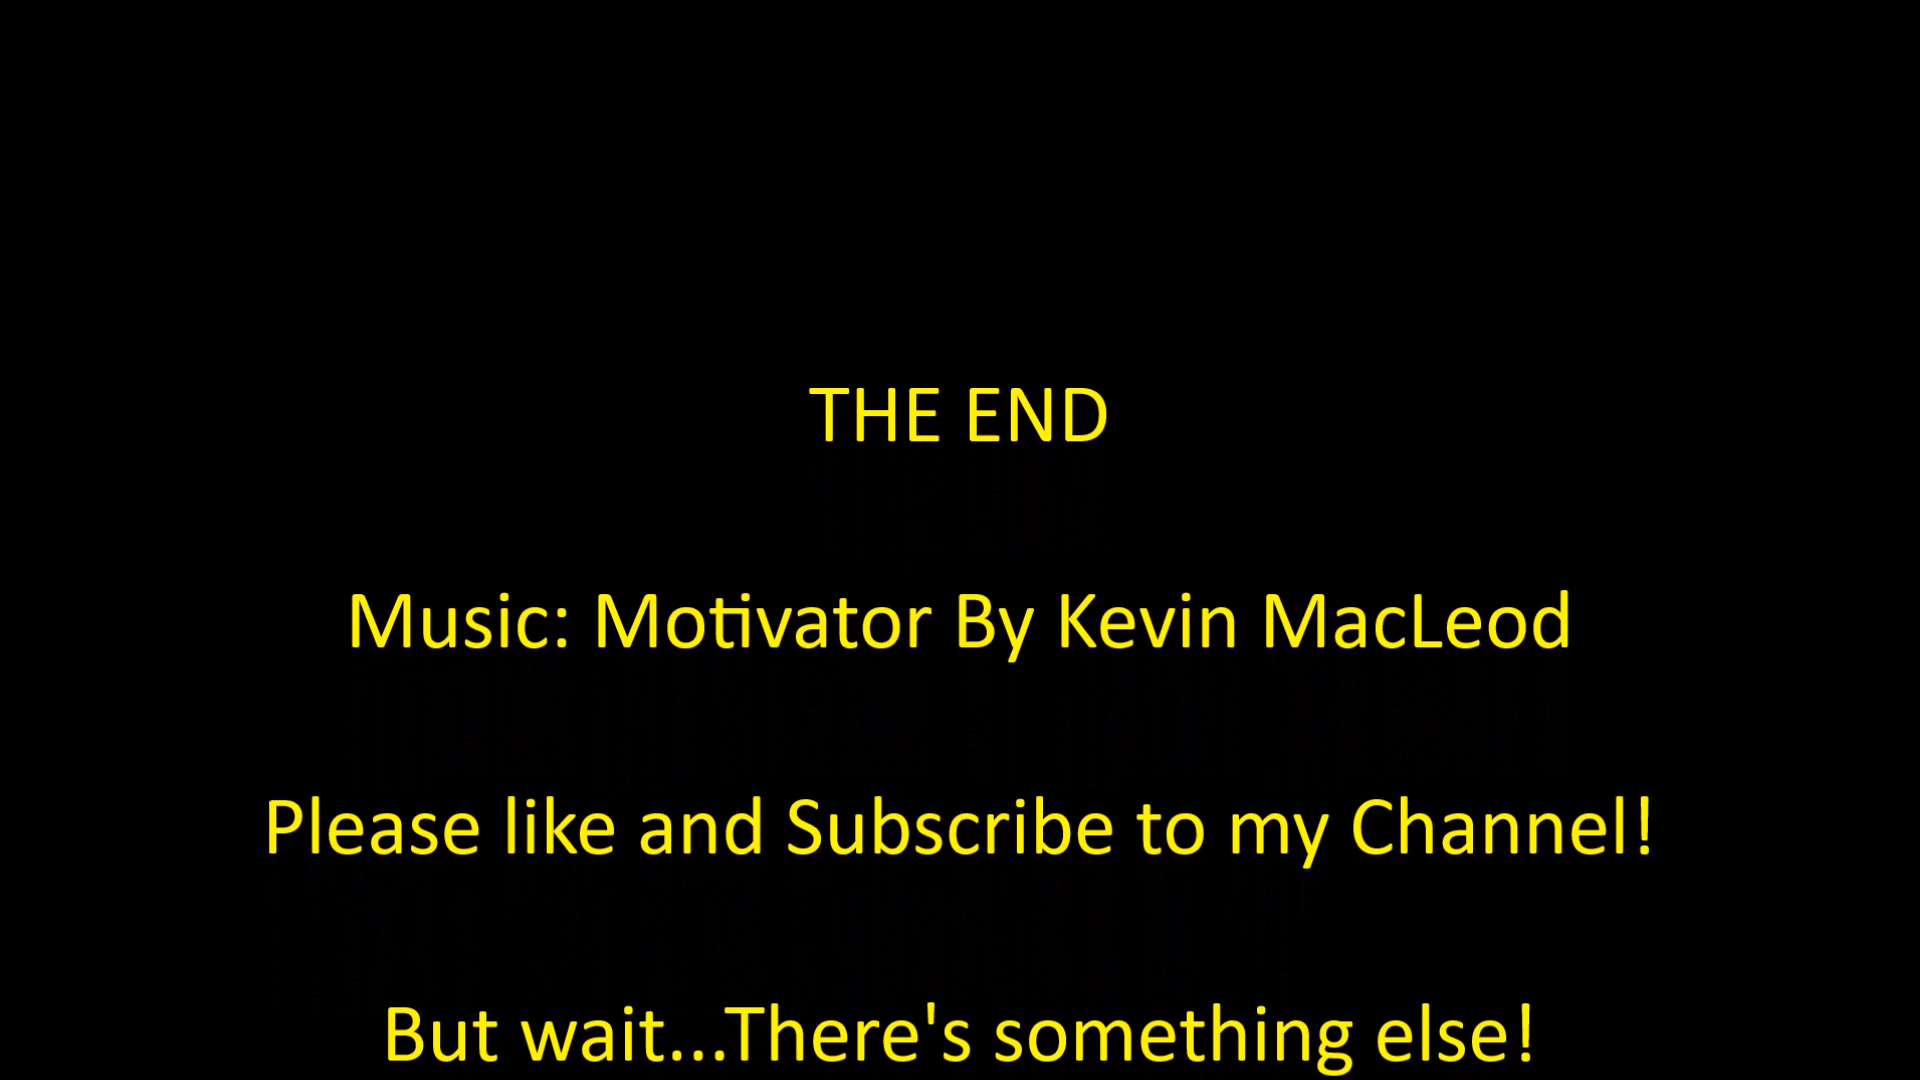 THE END
Music: Motivator By Kevin MacLeod
Please like and Subscribe to my Channel!
But wait...There's something else!